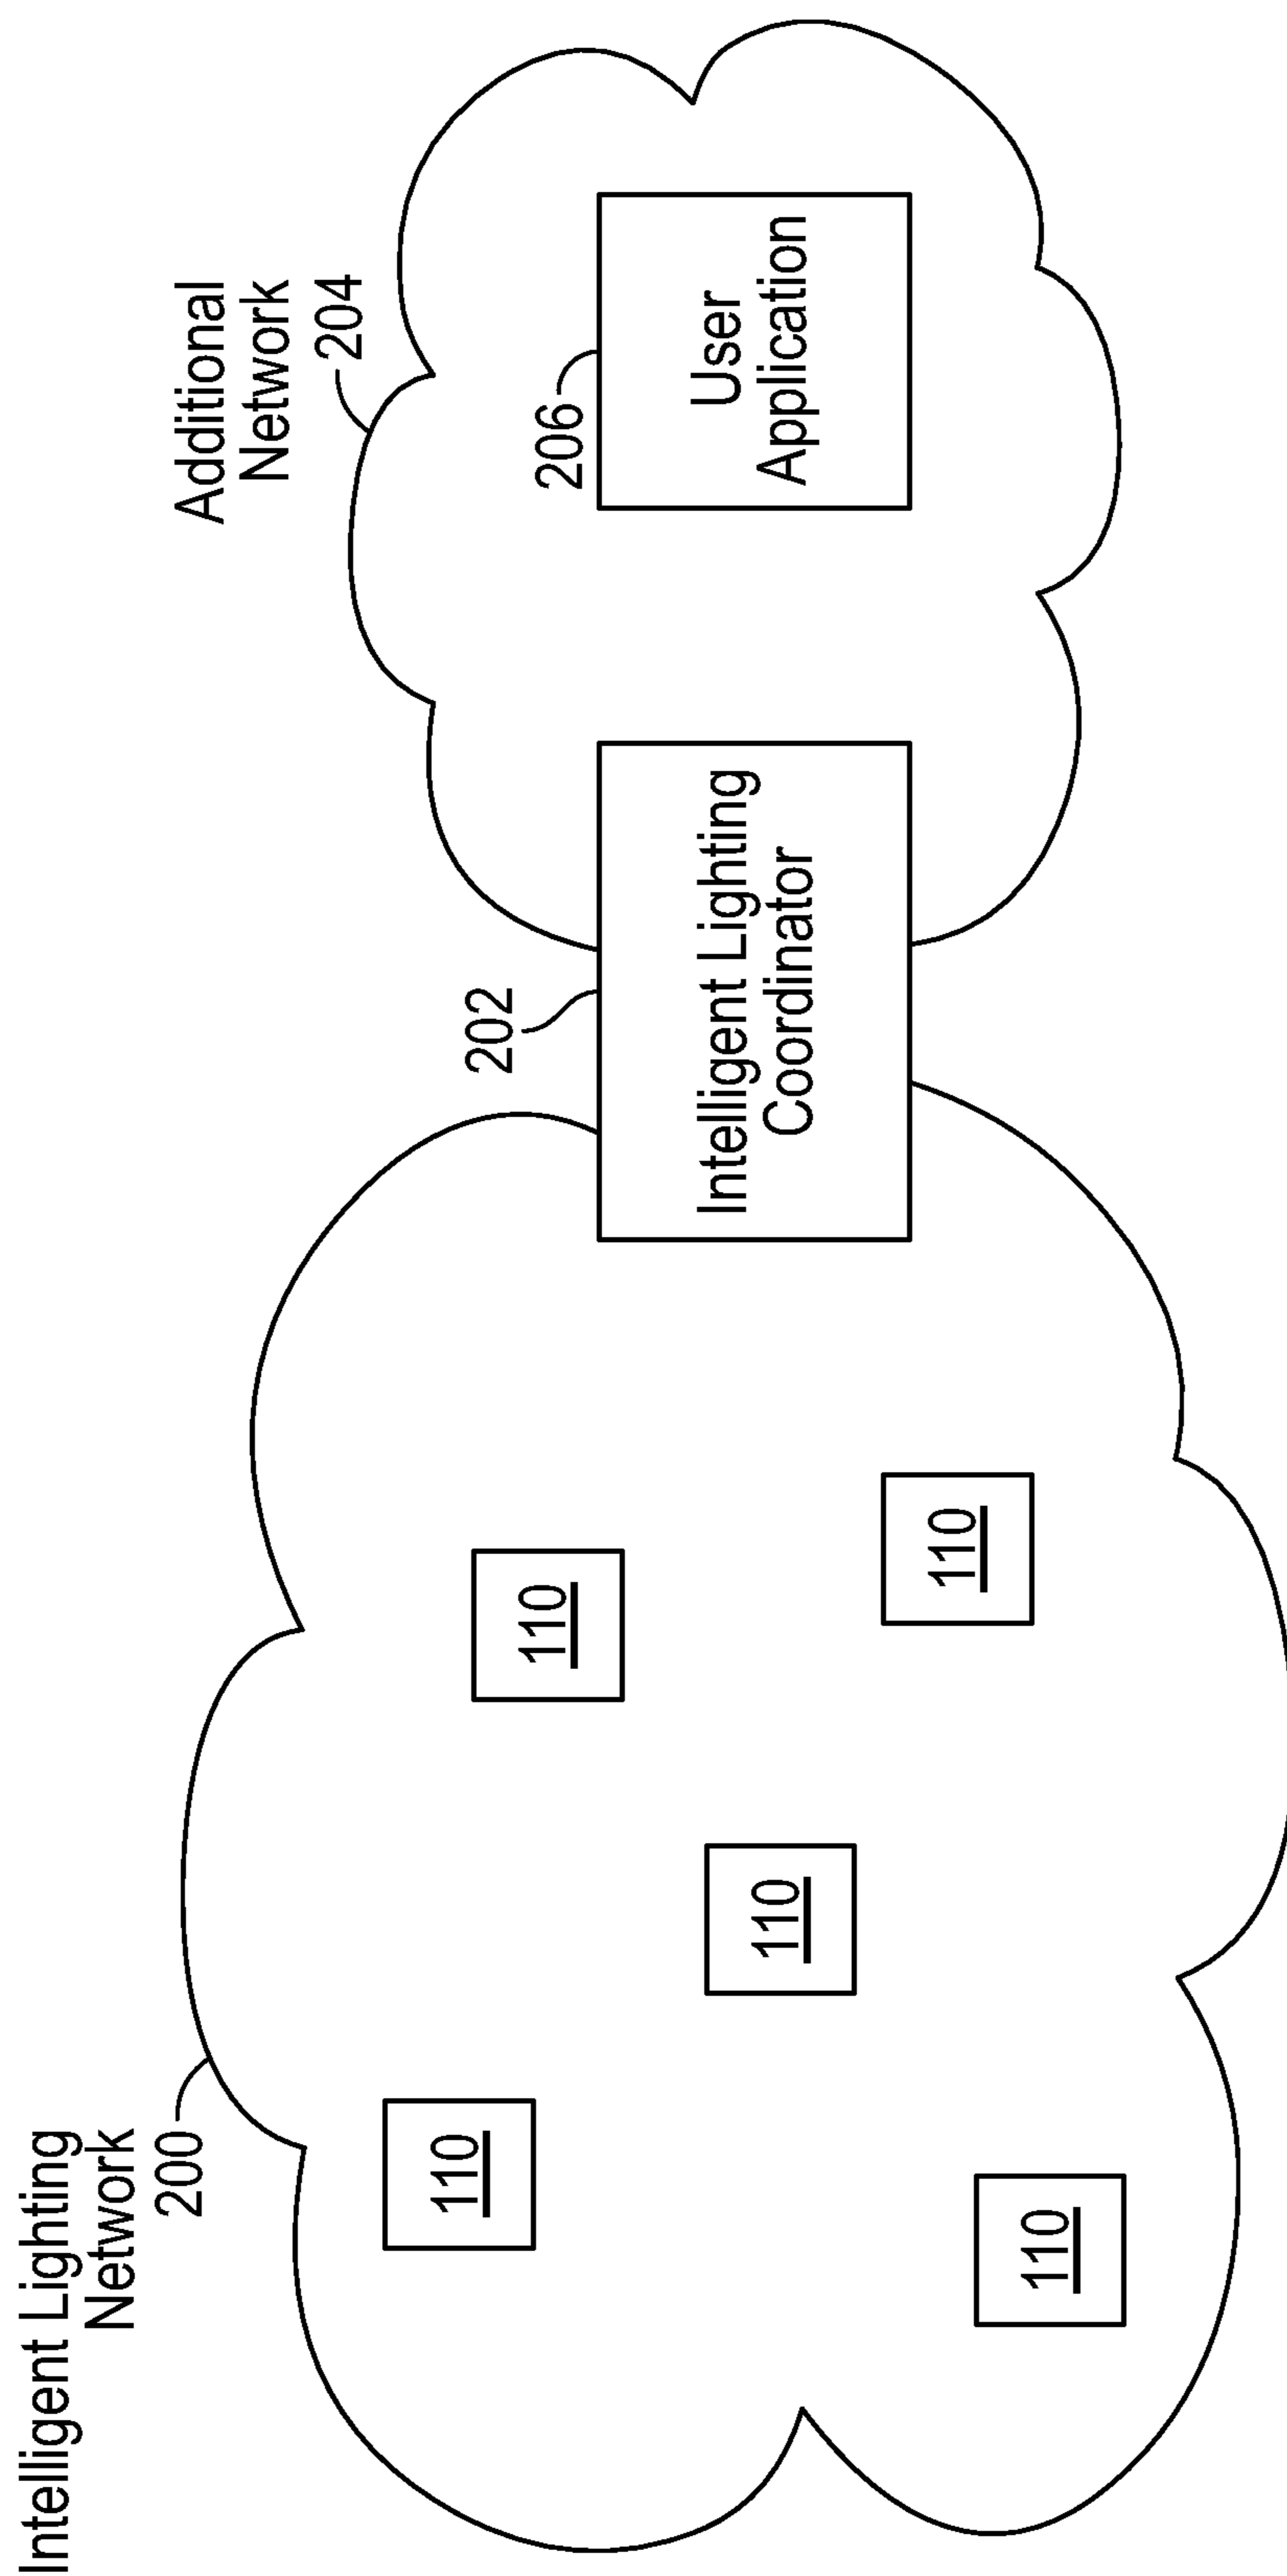 Intelligent Lighting
Network
200
110
110
110
110
110
202
Intelligent Lighting
Coordinator
Additional
Network
204
206
User
Application